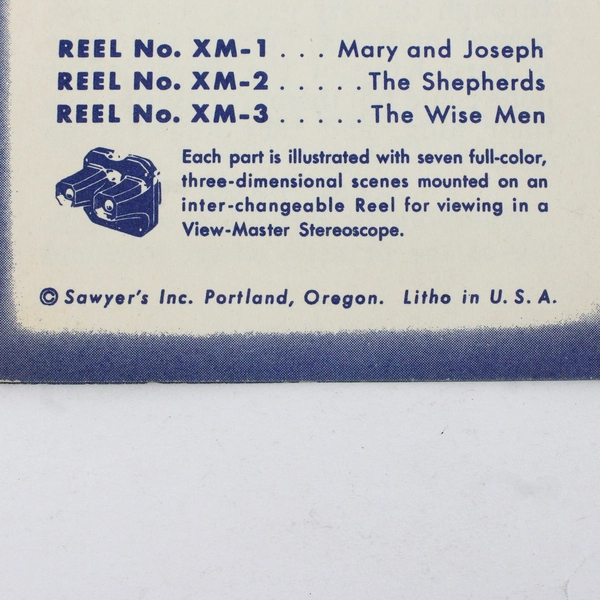 REEL No. XM-1 . . . Mary and Joseph
REEL No. XM-2 . . . . . The Shepherds
REEL No. XM-3 . . . . . The Wise Men
Each part is illustrated with seven full-color,
three-dimensional scenes mounted on an
inter-changeable Reel for viewing in a
View-Master Stereoscope.
© Sawyer's Inc. Portland, Oregon. Litho in U. S. A.